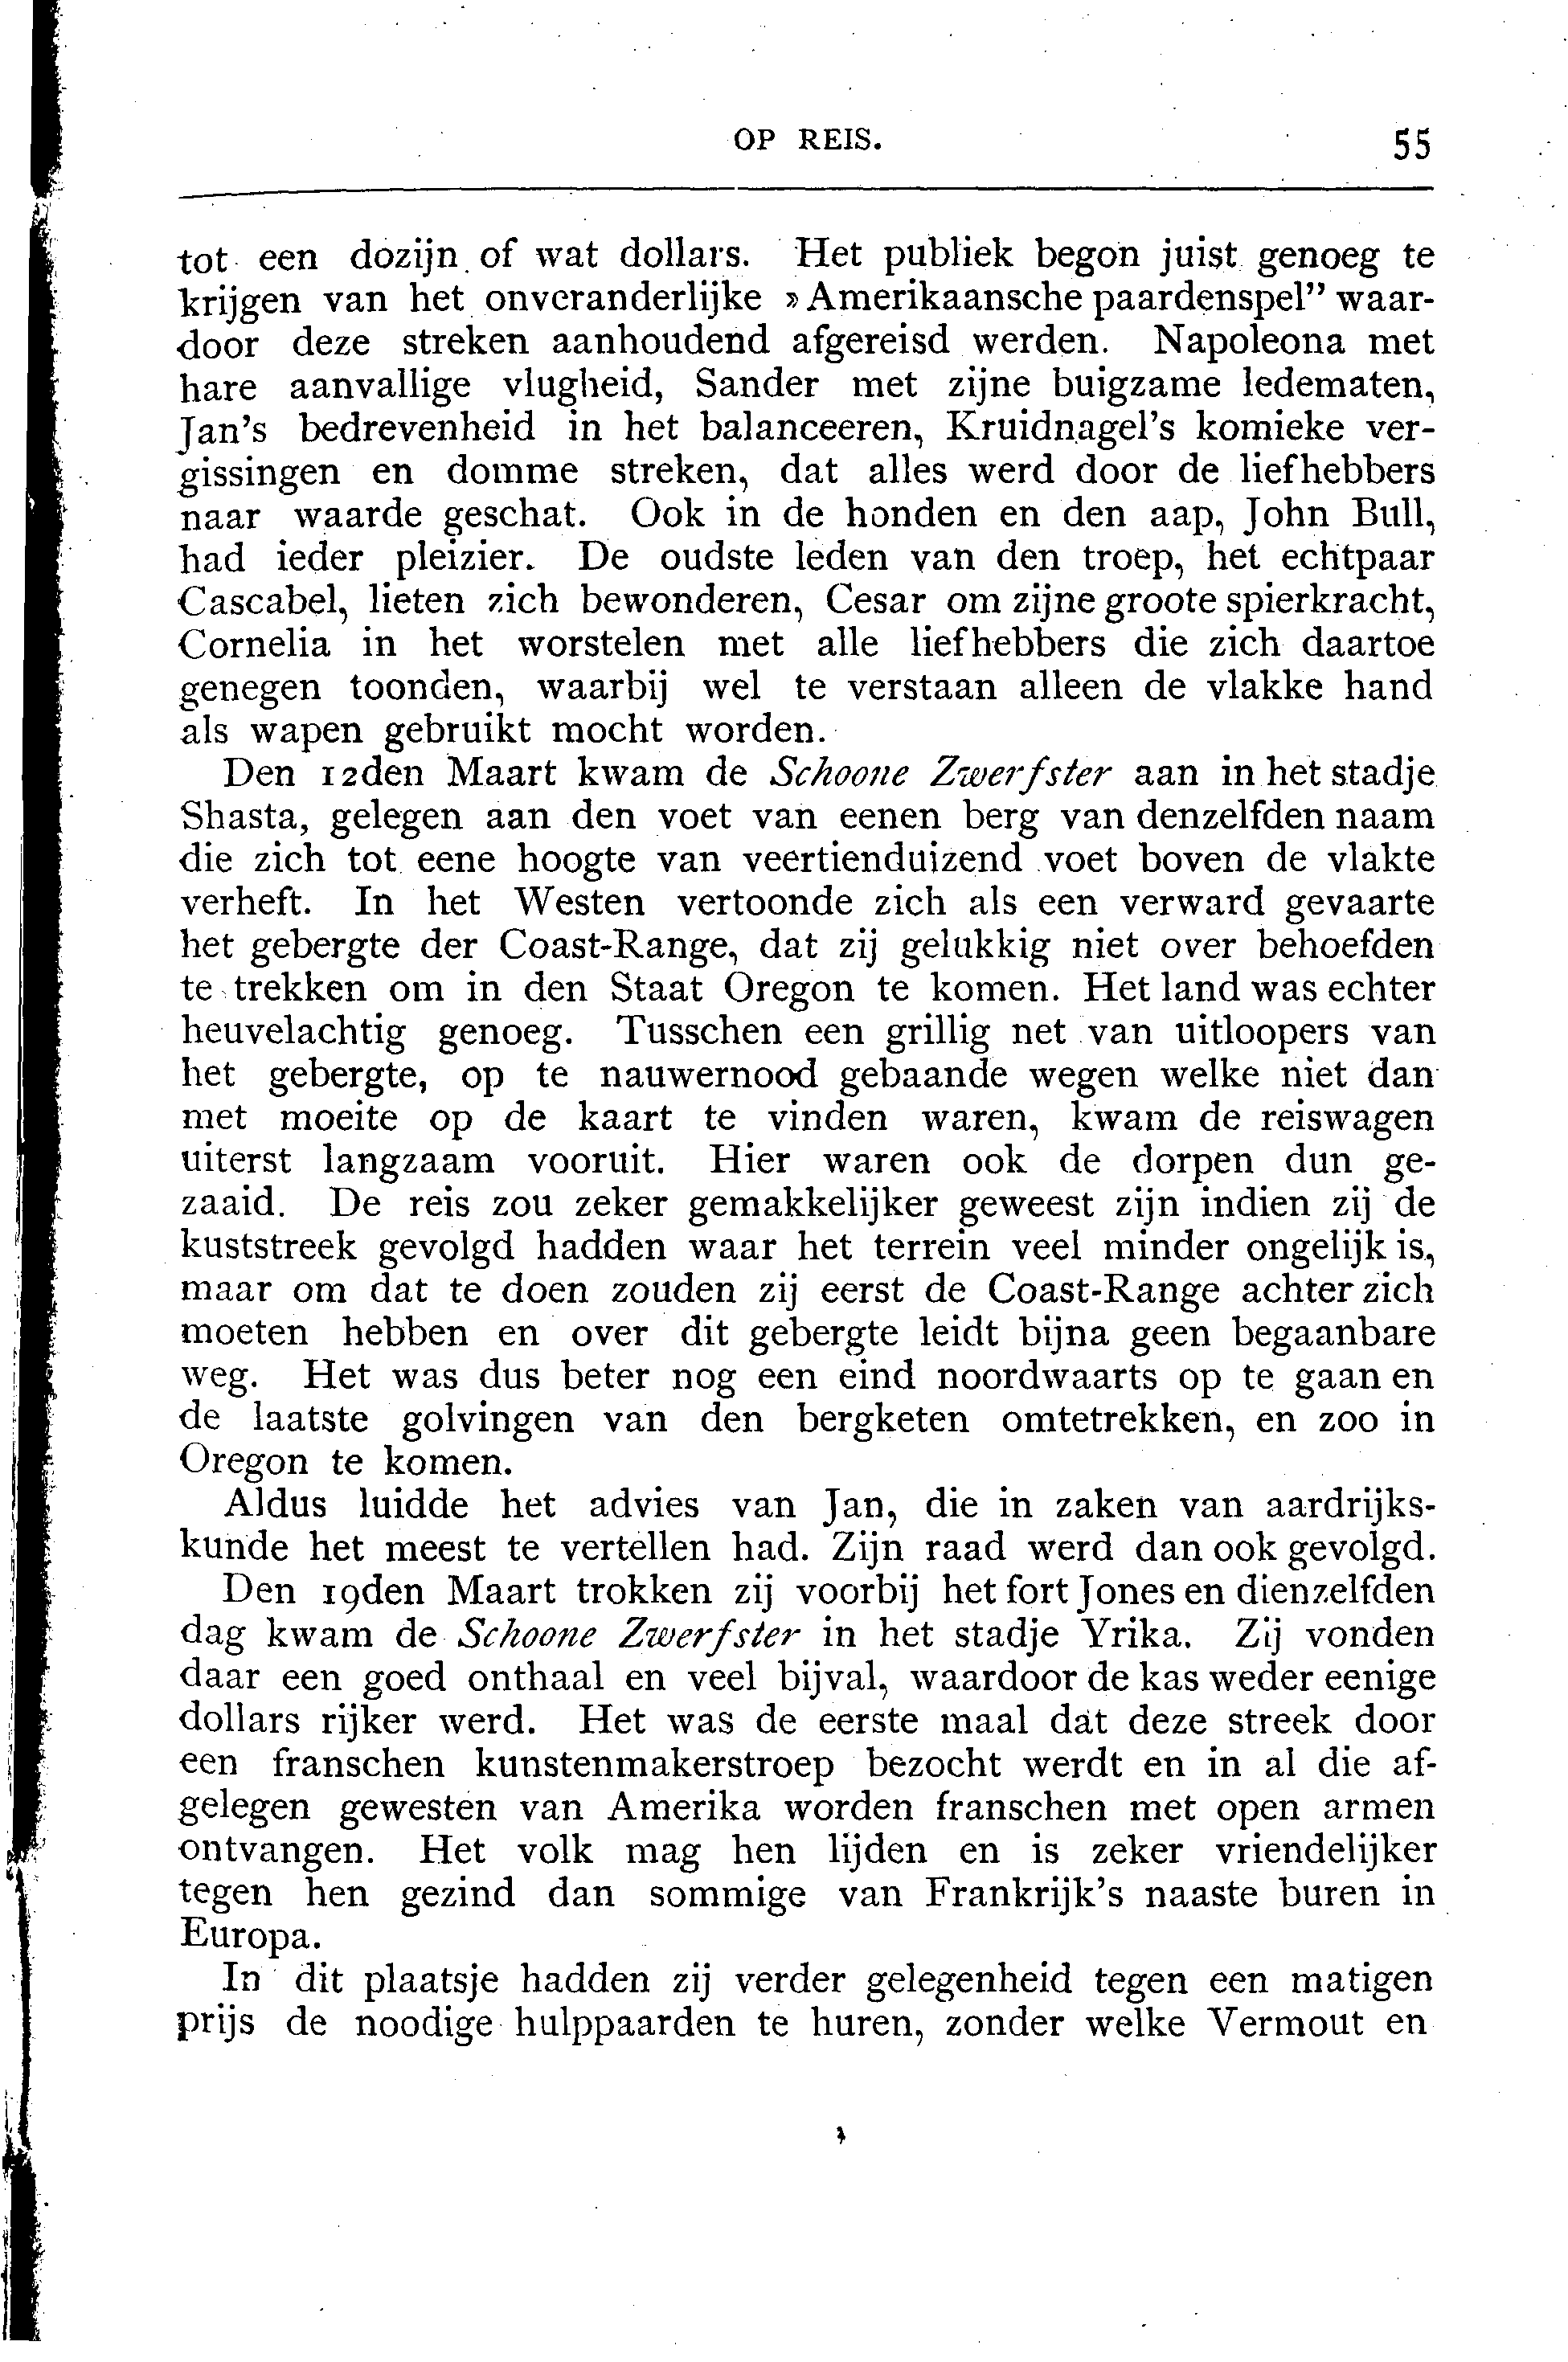 OP REIS. 55
tot een dozijn of wat dollars. Het publiek begon juist genoeg te
krijgen van het onveranderlijke »Amerikaansche paardenspel” waar-
door deze streken aanhoudend afgereisd werden. Napoleona met
hare aanvallige vlugheid, Sander met zijne buigzame ledematen,
Jan's bedrevenheid in het balanceeren, Kruidnagel's komieke ver-
gissingen en domme streken, dat alles werd door de liefhebbers
naar waarde geschat. Ook in de honden en den aap, John Bull,
had ieder pleizier. De oudste leden van den troep, het echtpaar
Cascabel, lieten zich bewonderen, Cesar om zijne groote spierkracht,
Cornelia in het worstelen met alle liefhebbers die zich daartoe
genegen toonden, waarbij wel te verstaan alleen de vlakke hand
als wapen gebruikt mocht worden.
Den 12den Maart kwam de Schoone Zwerfster aan in het stadje
Shasta, gelegen aan den voet van eenen berg van denzelfden naam
die zich tot eene hoogte van veertienduizend voet boven de vlakte
verheft. In het Westen vertoonde zich als een verward gevaarte
het gebergte der Coast-Range, dat zij gelukkig niet over behoefden
te trekken om in den Staat Oregon te komen. Het land was echter
heuvelachtig genoeg. Tusschen een grillig net van uitloopers van
het gebergte, op te nauwernood gebaande wegen welke niet dan
met moeite op de kaart te vinden waren, kwam de reiswagen
uiterst langzaam vooruit. Hier waren ook de dorpen dun ge-
zaaid. De reis zou zeker gemakkelijker geweest zijn indien zij de
kuststreek gevolgd hadden waar het terrein veel minder ongelijk is,
maar om dat te doen zouden zij eerst de Coast-Range achter zich
moeten hebben en over dit gebergte leidt bijna geen begaanbare
weg. Het was dus beter nog een eind noordwaarts op te gaan en
de laatste golvingen van den bergketen omtetrekken, en zoo in
Oregon te komen.
Aldus luidde het advies van Jan, die in zaken van aardrijks-
kunde het meest te vertellen had. Zijn raad werd dan ook gevolgd.
Den 19den Maart trokken zij voorbij het fort Jones en dienzelfden
dag kwam de Schoone Zwerfster in het stadje Yrika. Zij vonden
daar een goed onthaal en veel bijval, waardoor de kas weder eenige
dollars rijker werd. Het was de eerste maal dat deze streek door
een franschen kunstenmakerstroep bezocht werdt en in al die af-
gelegen gewesten van Amerika worden franschen met open armen
ontvangen. Het volk mag hen lijden en is zeker vriendelijker
tegen hen gezind dan sommige van Frankrijk's naaste buren in
Europa.
In dit plaatsje hadden zij verder gelegenheid tegen een matigen
prijs de noodige hulppaarden te huren, zonder welke Vermout en